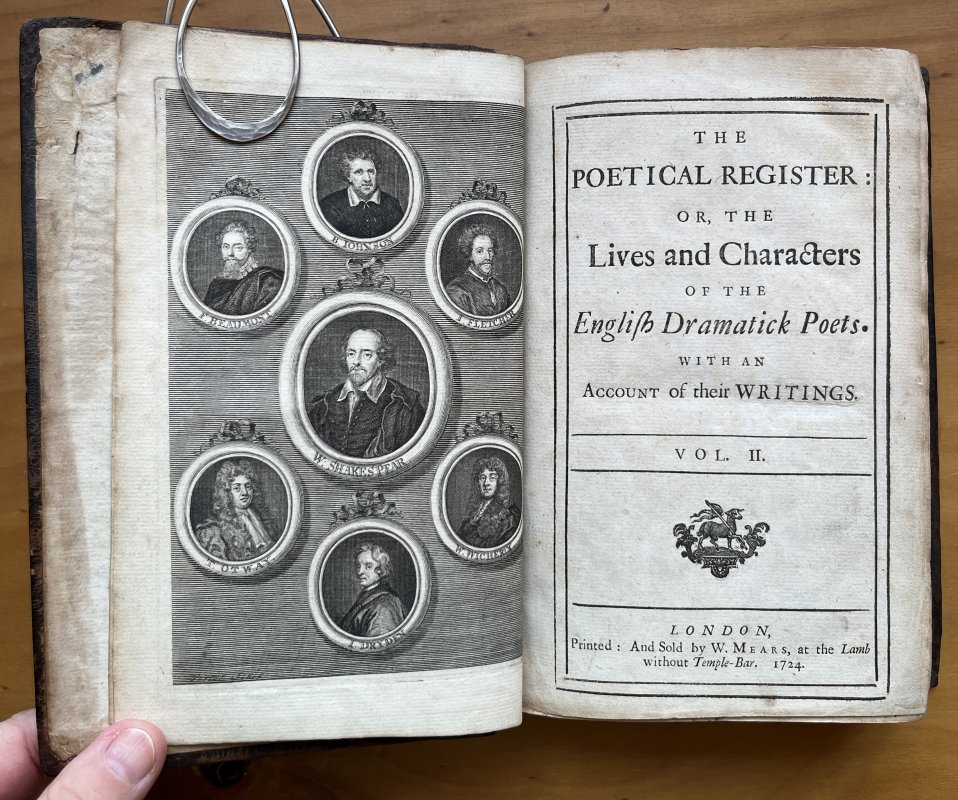 B. IOHNSON
F. BEAUMONT
I. FLETCHER
W. SHAKESPEAR
T. OTWAY
W. WICHERLY
I. DRYDEN
THE
POETICAL REGISTER:
OR, THE
Lives and Characters
OF THE
Engliſh Dramatick Poets.
WITH AN
ACCOUNT of their WRITINGS.
VOL. II.
LONDON,
Printed: And Sold by W. MEARS, at the Lamb
without Temple-Bar. 1724.